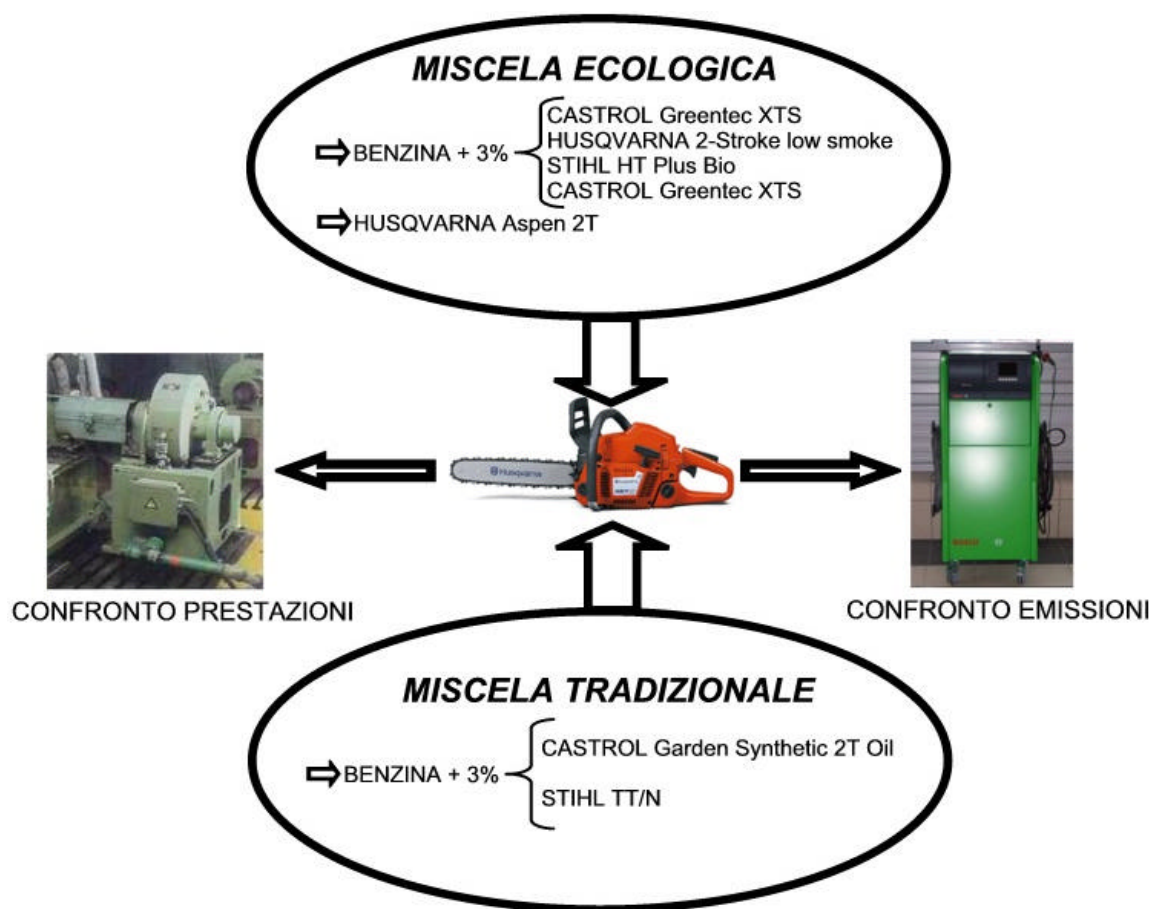 MISCELA ECOLOGICA
BENZINA + 3%
CASTROL Greentec XTS
HUSQVARNA 2-Stroke low smoke
STIHL HT Plus Bio
CASTROL Greentec XTS
HUSQVARNA Aspen 2T
Husqvarna
CONFRONTO PRESTAZIONI
CONFRONTO EMISSIONI
MISCELA TRADIZIONALE
BENZINA + 3%
CASTROL Garden Synthetic 2T Oil
STIHL TT/N